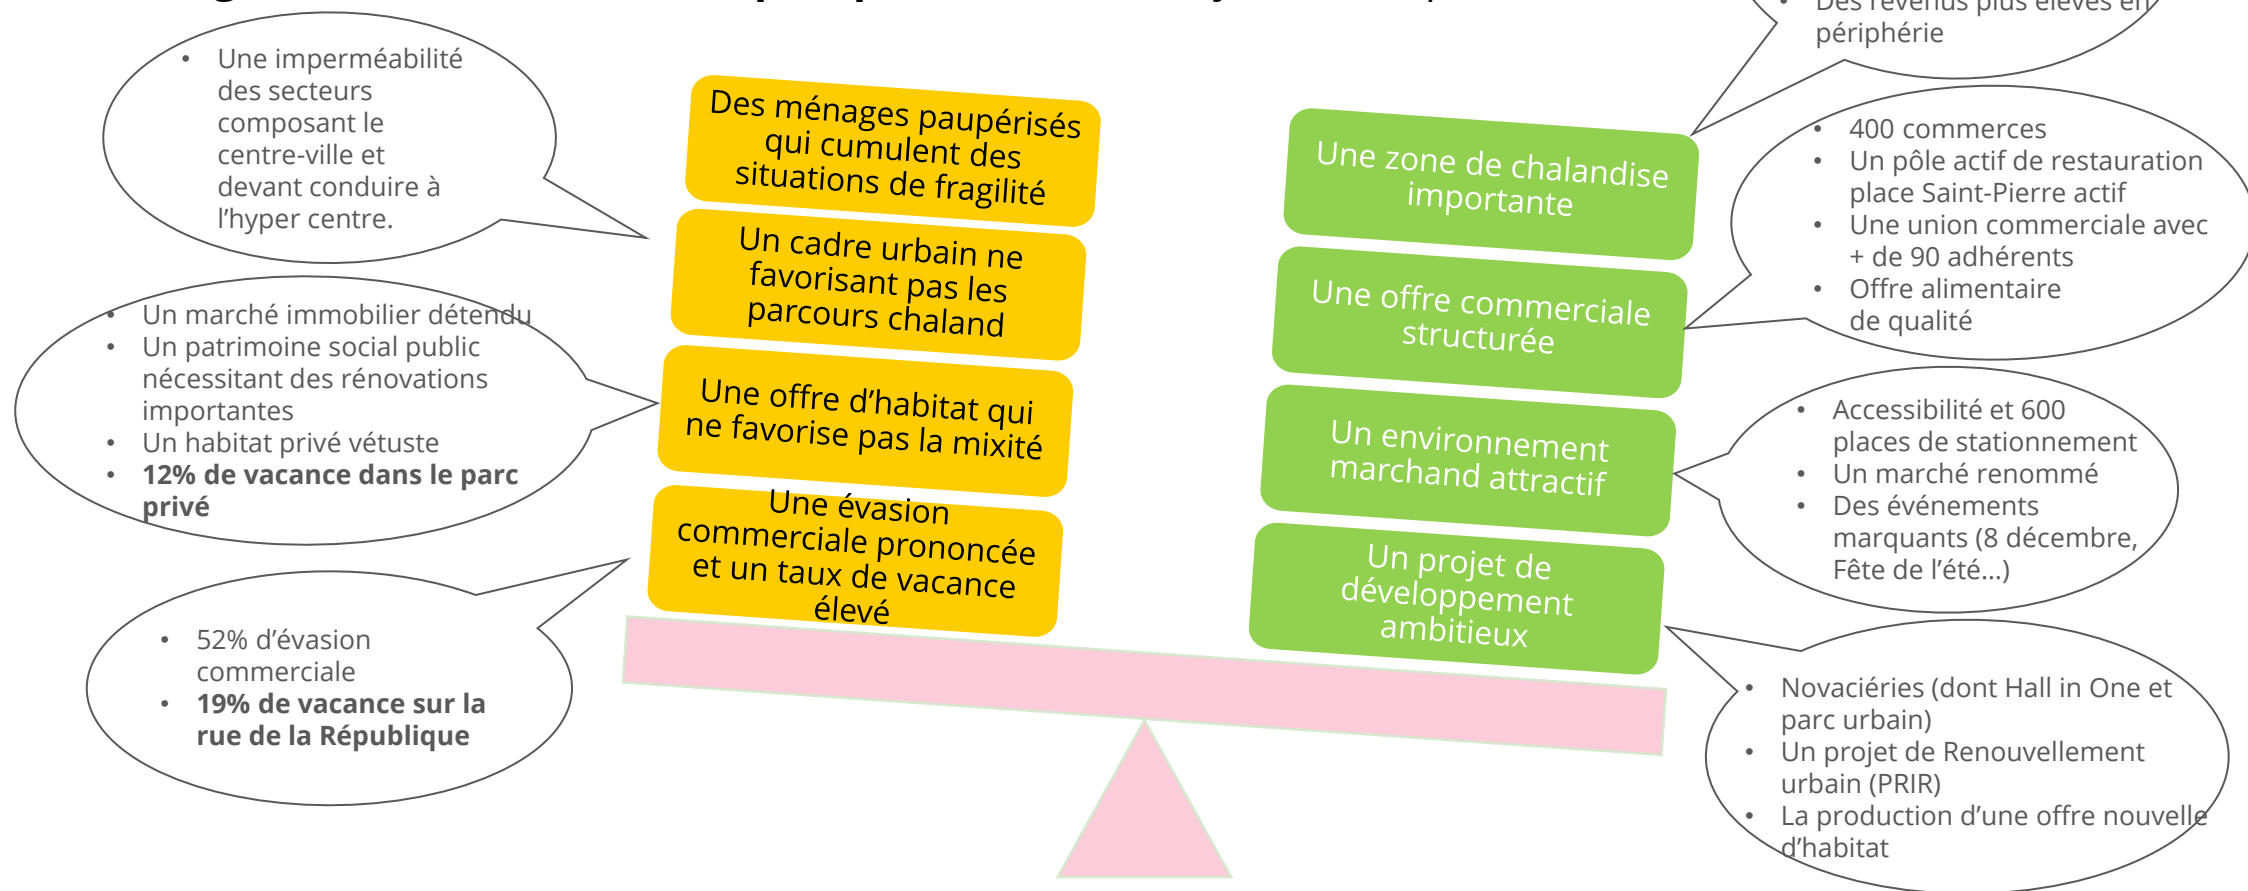 Des revenus plus élevés en
périphérie
• Une imperméabilité
des secteurs
composant le
centre-ville et
devant conduire à
l’hyper centre.
• Un marché immobilier détendu
• Un patrimoine social public
nécessitant des rénovations
importantes
• Un habitat privé vétuste
• 12% de vacance dans le parc
privé
• 52% d’évasion
commerciale
• 19% de vacance sur la
rue de la République
Des ménages paupérisés
qui cumulent des
situations de fragilité
Un cadre urbain ne
favorisant pas les
parcours chaland
Une offre d’habitat qui
ne favorise pas la mixité
Une évasion
commerciale prononcée
et un taux de vacance
élevé
Une zone de chalandise
importante
Une offre commerciale
structurée
Un environnement
marchand attractif
Un projet de
développement
ambitieux
• 400 commerces
• Un pôle actif de restauration
place Saint-Pierre actif
• Une union commerciale avec
+ de 90 adhérents
• Offre alimentaire
de qualité
• Accessibilité et 600
places de stationnement
• Un marché renommé
• Des événements
marquants (8 décembre,
Fête de l’été…)
• Novaciéries (dont Hall in One et
parc urbain)
• Un projet de Renouvellement
urbain (PRIR)
• La production d’une offre nouvelle
d’habitat